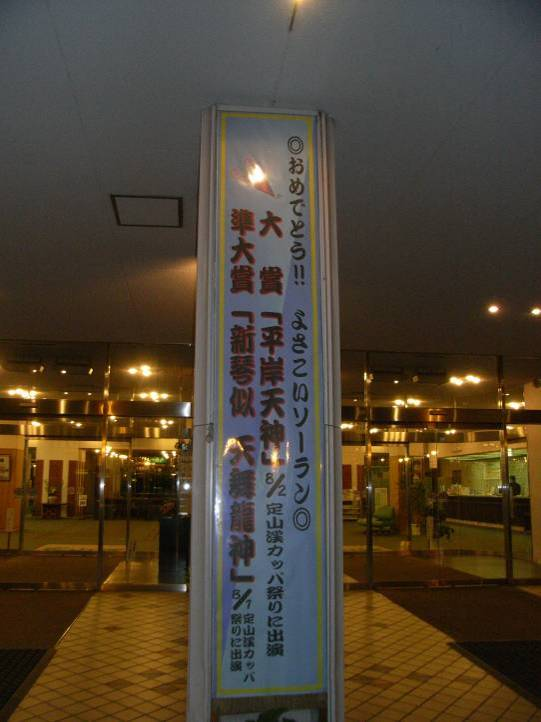 ◎おめでとう!! よさこいソーラン◎
大賞「平岸天神」8/2 定山渓カッパ祭りに出演
準大賞「新琴似 天舞龍神」8/1 定山渓カッパ祭りに出演